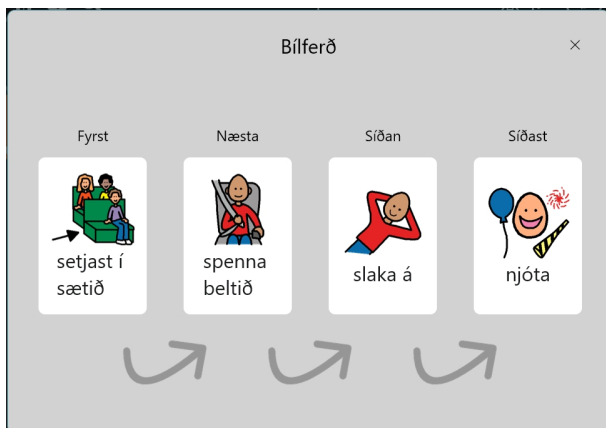 Bílferð
Fyrst
Næsta
Síðan
Síðast
setjast í
sætið
spenna
beltið
slaka á
njóta